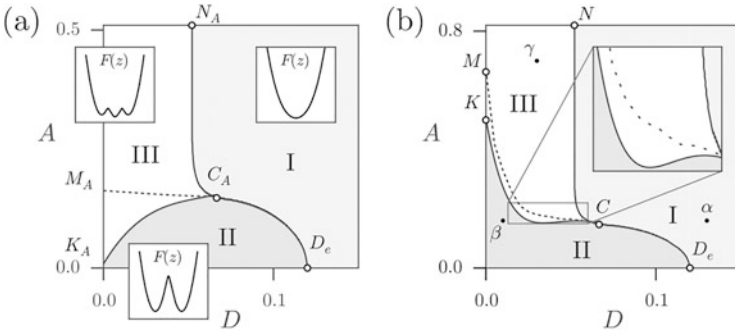 (a)
N_A
0.5
F(z)
F(z)
A
III
I
M_A
C_A
K_A
II
D_e
F(z)
0.0
0.0
0.1
D
(b)
N
0.8
M
γ
K
III
A
C
I
α
β
II
D_e
0.0
0.0
0.1
D